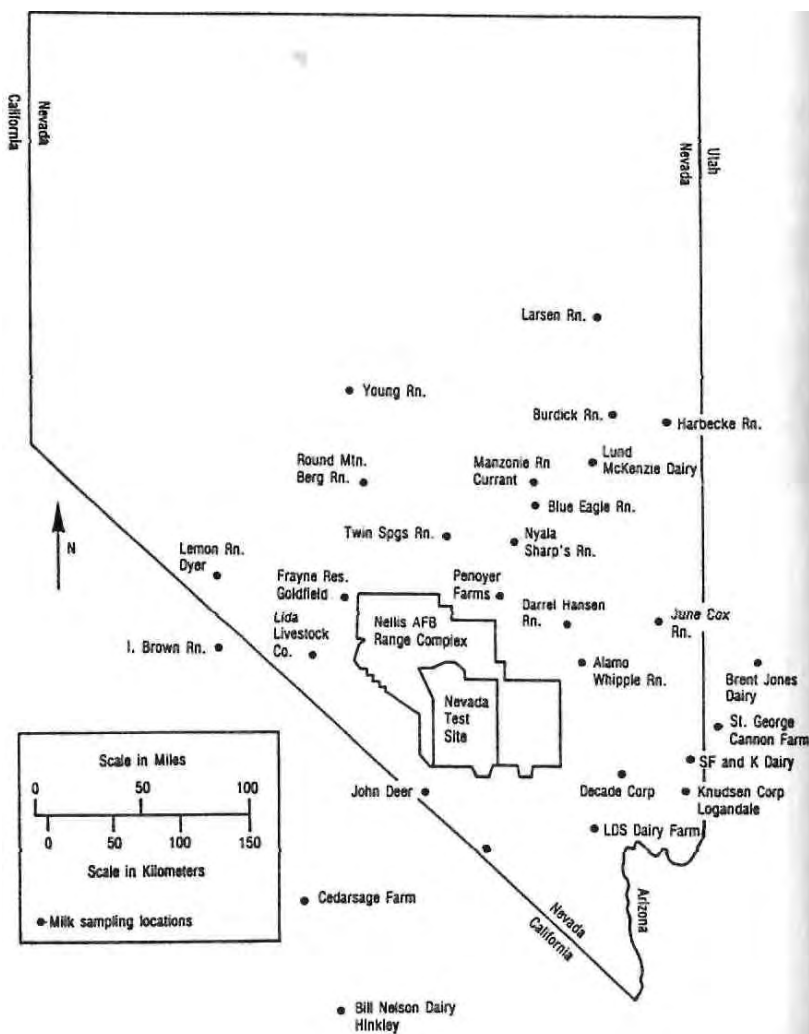 California
Nevada
Nevada
Utah
Larsen Rn.
Young Rn.
Burdick Rn.
Harbecke Rn.
Round Mtn.
Berg Rn.
Manzonie Rn
Currant
Lund
McKenzie Dairy
Blue Eagle Rn.
N
Twin Spgs Rn.
Nyala
Sharp's Rn.
Lemon Rn.
Dyer
Frayne Res.
Goldfield
Penoyer
Farms
Nellis AFB
Range Complex
Darrel Hansen
Rn.
June Cox
Rn.
Lida
Livestock
Co.
I. Brown Rn.
Alamo
Whipple Rn.
Brent Jones
Dairy
Nevada
Test
Site
St. George
Cannon Farm
SF and K Dairy
John Deer
Decade Corp
Knudsen Corp
Logandale
LDS Dairy Farm
Scale in Miles
0 50 100
0 50 100 150
Scale in Kilometers
Milk sampling locations
Cedarsage Farm
Nevada
California
Arizona
Bill Nelson Dairy
Hinkley